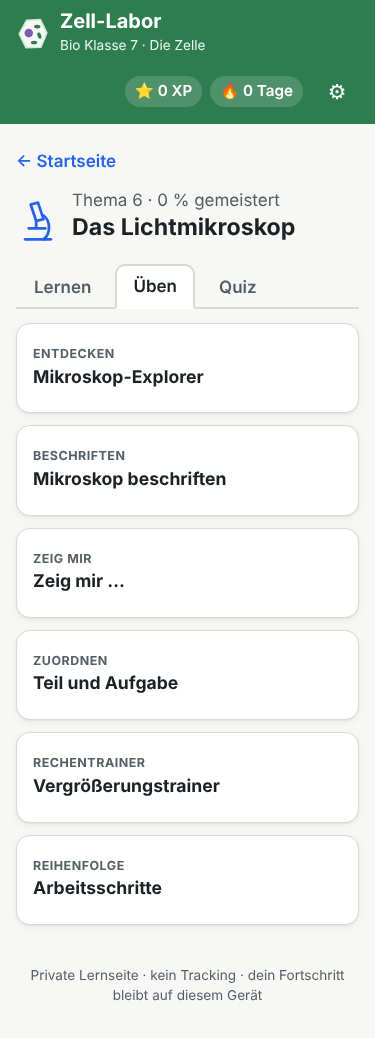 Zell-Labor
Bio Klasse 7 · Die Zelle
⭐ 0 XP
🔥 0 Tage
← Startseite
Thema 6 · 0 % gemeistert
Das Lichtmikroskop
Lernen
Üben
Quiz
ENTDECKEN
Mikroskop-Explorer
BESCHRIFTEN
Mikroskop beschriften
ZEIG MIR
Zeig mir ...
ZUORDNEN
Teil und Aufgabe
RECHENTRAINER
Vergrößerungstrainer
REIHENFOLGE
Arbeitsschritte
Private Lernseite · kein Tracking · dein Fortschritt
bleibt auf diesem Gerät